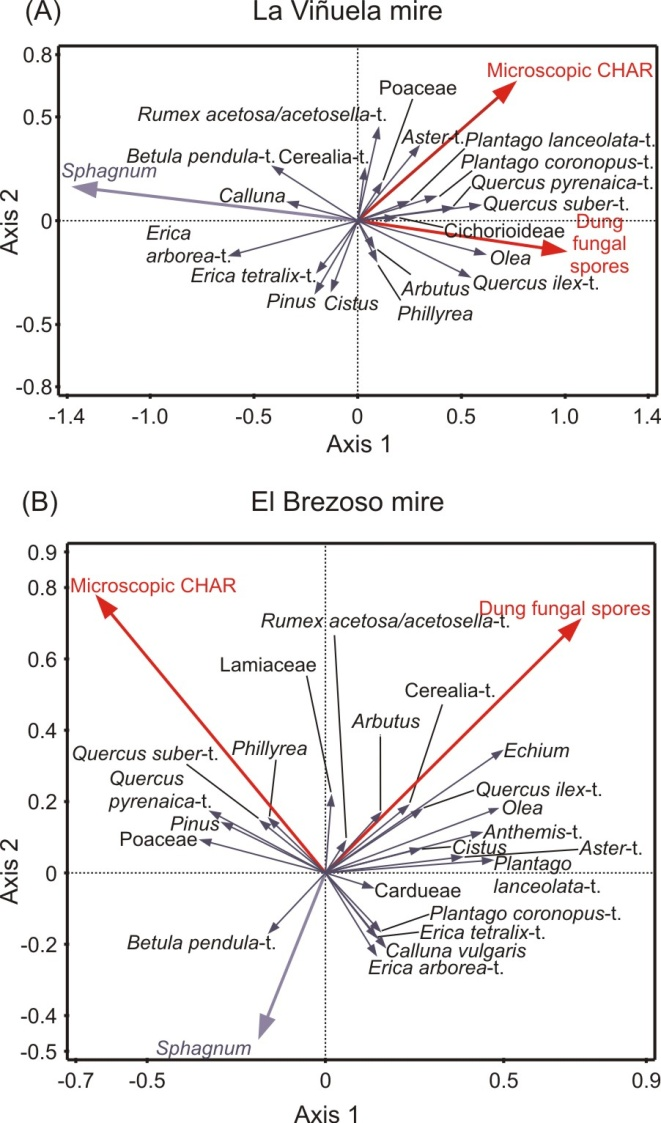 (A) La Viñuela mire
0.8
Microscopic CHAR
Poaceae
0.5
Rumex acetosa/acetosella-t.
Aster-t.
Plantago lanceolata-t.
Betula pendula-t.
Cerealia-t.
Plantago coronopus-t.
Sphagnum
Quercus pyrenaica-t.
Calluna
Quercus suber-t.
Axis 2
0
Cichorioideae
Dung
fungal
spores
Erica
arborea-t.
Olea
Erica tetralix-t.
Quercus ilex-t.
Pinus
Cistus
Arbutus
Phillyrea
-0.5
-0.8
-1.4 -1.0 -0.5 0 0.5 1.0 1.4
Axis 1
(B) El Brezoso mire
0.9
0.8
Microscopic CHAR
Dung fungal spores
Rumex acetosa/acetosella-t.
0.6
Lamiaceae
Cerealia-t.
Arbutus
0.4
Echium
Quercus suber-t.
Phillyrea
Quercus
pyrenaica-t.
Quercus ilex-t.
0.2
Olea
Pinus
Anthemis-t.
Poaceae
Cistus
Aster-t.
Axis 2
0
Plantago
lanceolata-t.
Cardueae
Plantago coronopus-t.
Erica tetralix-t.
-0.2
Betula pendula-t.
Calluna vulgaris
Erica arborea-t.
-0.4
Sphagnum
-0.5
-0.7 -0.5 0 0.5 0.9
Axis 1